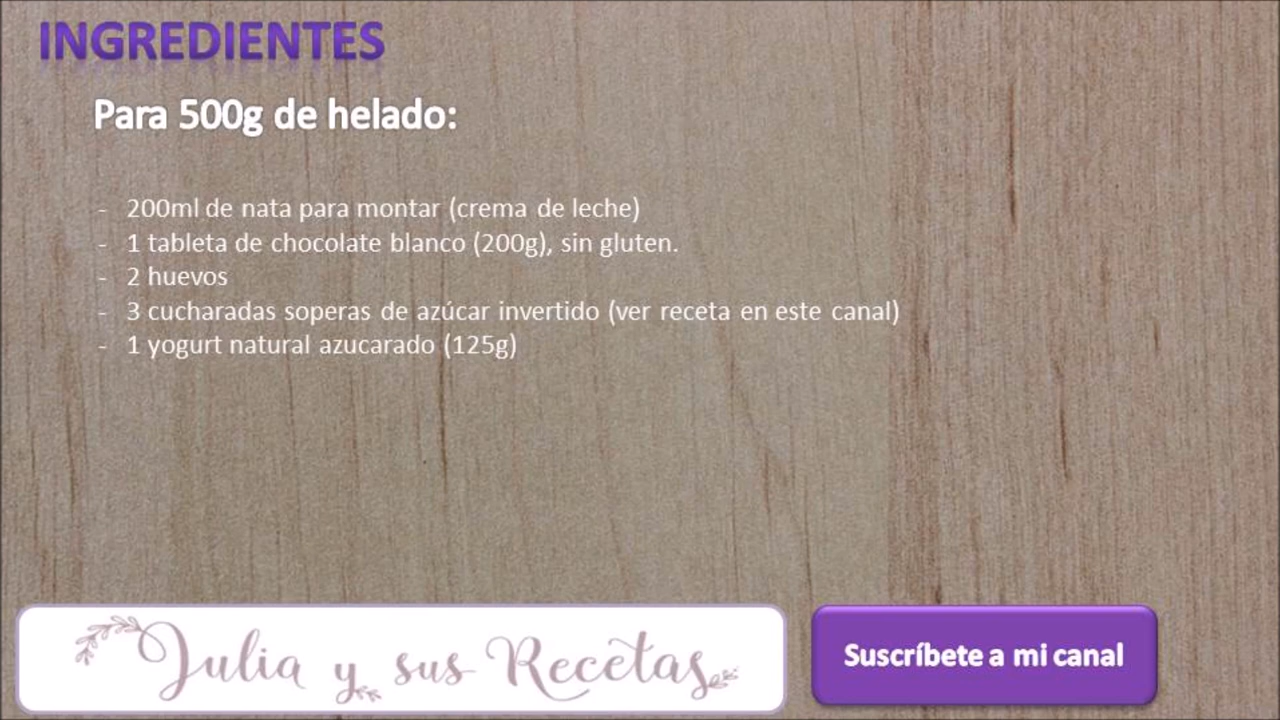 INGREDIENTES
Para 500g de helado:
- 200ml de nata para montar (crema de leche)
- 1 tableta de chocolate blanco (200g), sin gluten.
- 2 huevos
- 3 cucharadas soperas de azúcar invertido (ver receta en este canal)
- 1 yogurt natural azucarado (125g)
Julia y sus Recetas
Suscríbete a mi canal